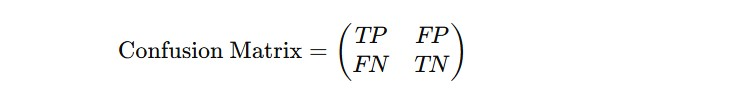 Confusion Matrix = ( TP FP
FN TN )